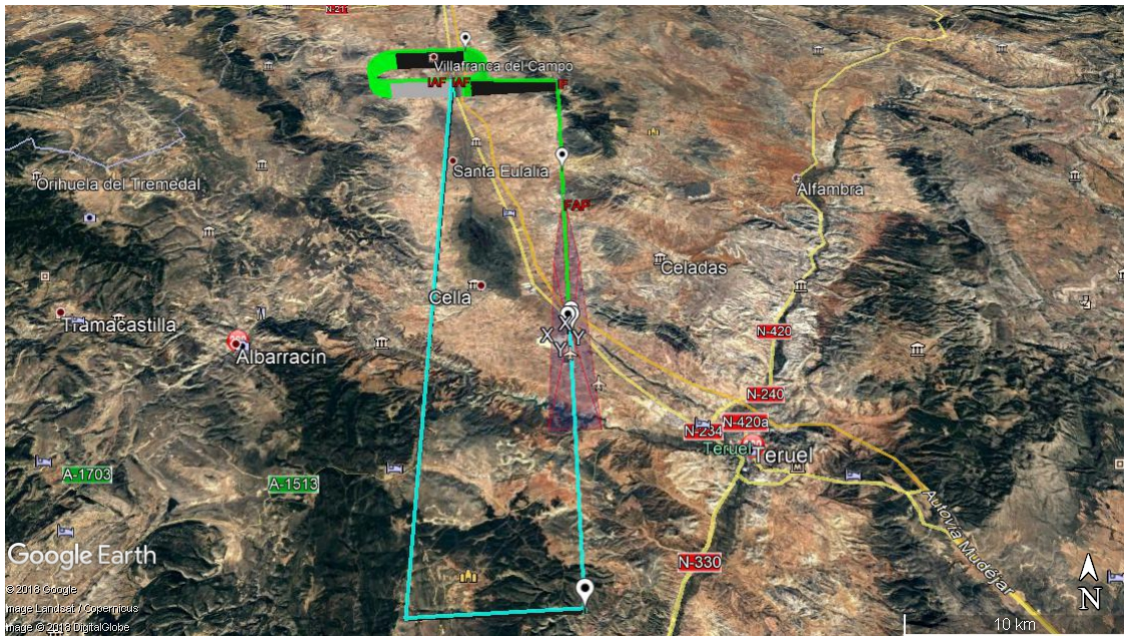 N-211
Villafranca del Campo
IAF IAF IF
Santa Eulalia
Orihuela del Tremedal
Alfambra
FAP
Celadas
Cella
Tramacastilla
N-420
Albarracín
X X Y
Y
N-240
N-420a
N-234
Teruel
Teruel
A-1703
A-1513
Autovía Mudéjar
Google Earth
N-330
© 2018 Google
Image Landsat / Copernicus
Image © 2018 DigitalGlobe
N
10 km